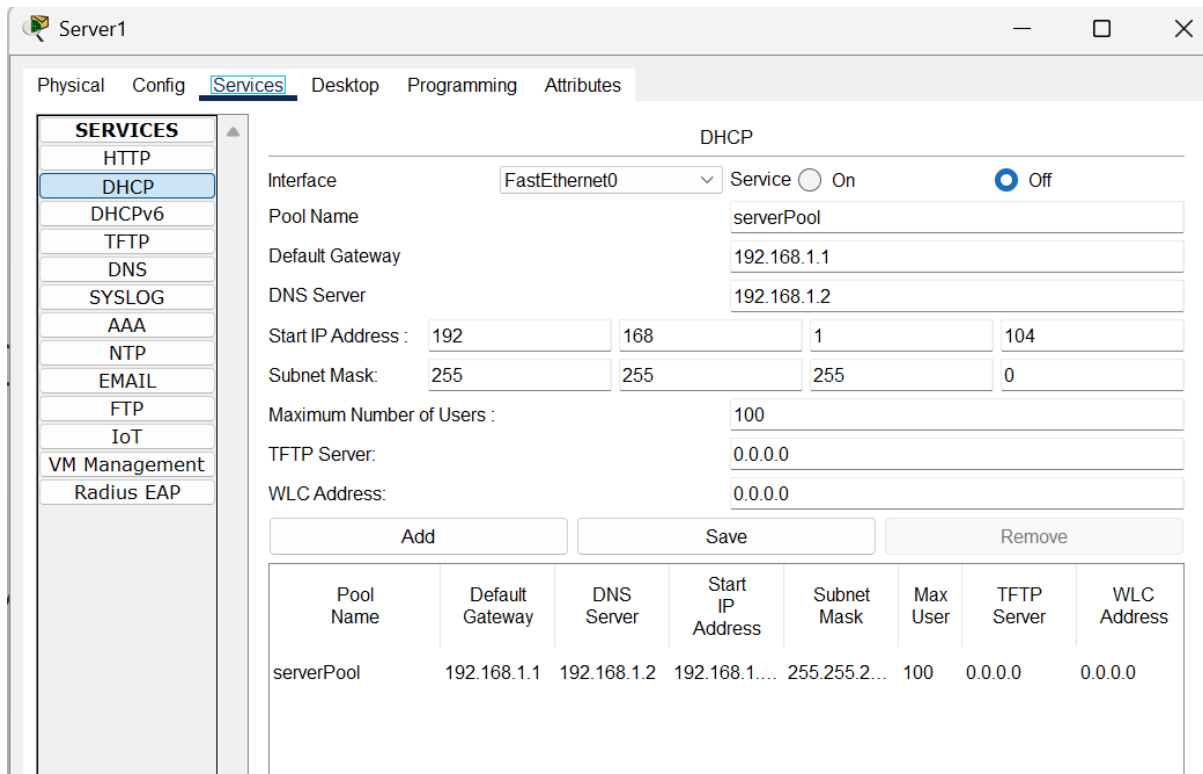 Server1
Physical Config Services Desktop Programming Attributes
SERVICES
HTTP
DHCP
DHCPv6
TFTP
DNS
SYSLOG
AAA
NTP
EMAIL
FTP
IoT
VM Management
Radius EAP
DHCP
Interface FastEthernet0 Service On Off
Pool Name serverPool
Default Gateway 192.168.1.1
DNS Server 192.168.1.2
Start IP Address : 192 168 1 104
Subnet Mask: 255 255 255 0
Maximum Number of Users : 100
TFTP Server: 0.0.0.0
WLC Address: 0.0.0.0
Add Save Remove
Pool Name Default Gateway DNS Server Start IP Address Subnet Mask Max User TFTP Server WLC Address
serverPool 192.168.1.1 192.168.1.2 192.168.1.... 255.255.2... 100 0.0.0.0 0.0.0.0